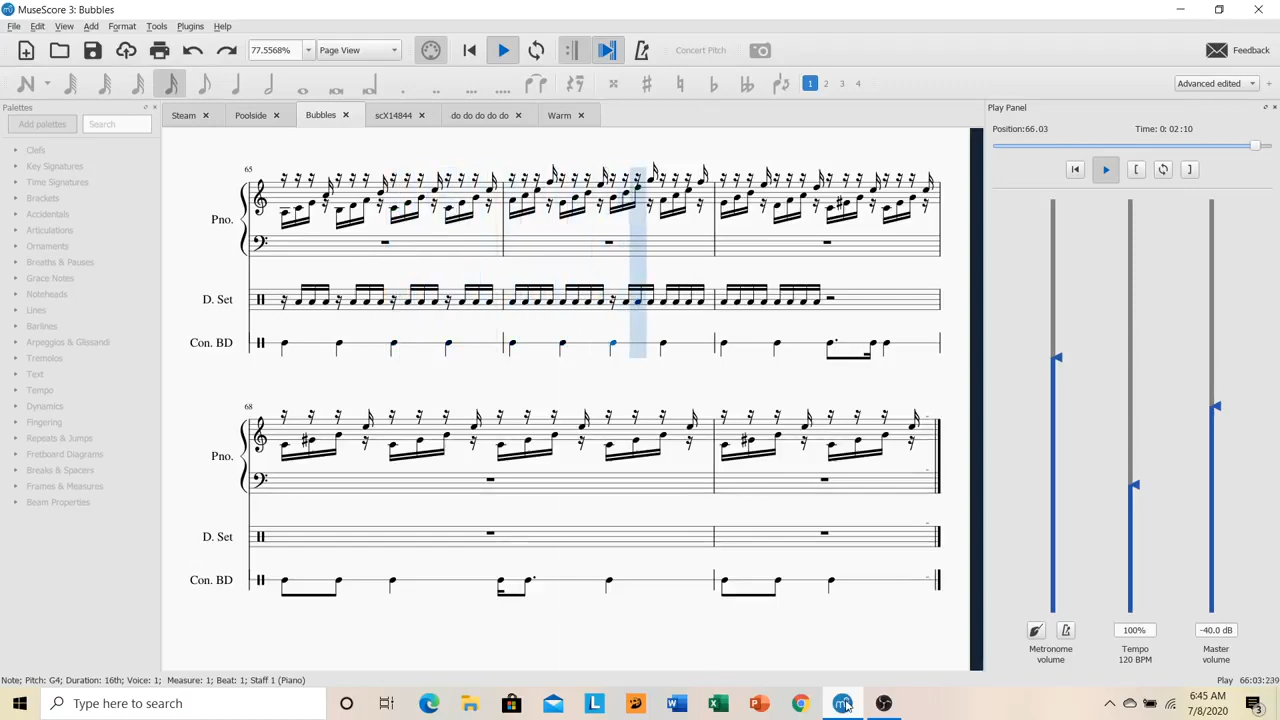 MuseScore 3: Bubbles
File Edit View Add Format Tools Plugins Help
77.5568% Page View Concert Pitch Feedback
1 2 3 4 Advanced edited
Palettes
Add palettes Search
Clefs
Key Signatures
Time Signatures
Brackets
Accidentals
Articulations
Ornaments
Breaths & Pauses
Grace Notes
Noteheads
Lines
Barlines
Arpeggios & Glissandi
Tremolos
Text
Tempo
Dynamics
Fingering
Repeats & Jumps
Fretboard Diagrams
Breaks & Spacers
Frames & Measures
Beam Properties
Steam Poolside Bubbles scX14844 do do do do do Warm
65
Pno.
D. Set
Con. BD
68
Pno.
D. Set
Con. BD
Play Panel
Position:66.03 Time: 0: 02:10
100% -40.0 dB
Metronome volume
Tempo 120 BPM
Master volume
Note; Pitch: G4; Duration: 16th; Voice: 1; Measure: 1; Beat: 1; Staff 1 (Piano) Play 66:03:239
Type here to search
6:45 AM
7/8/2020
3